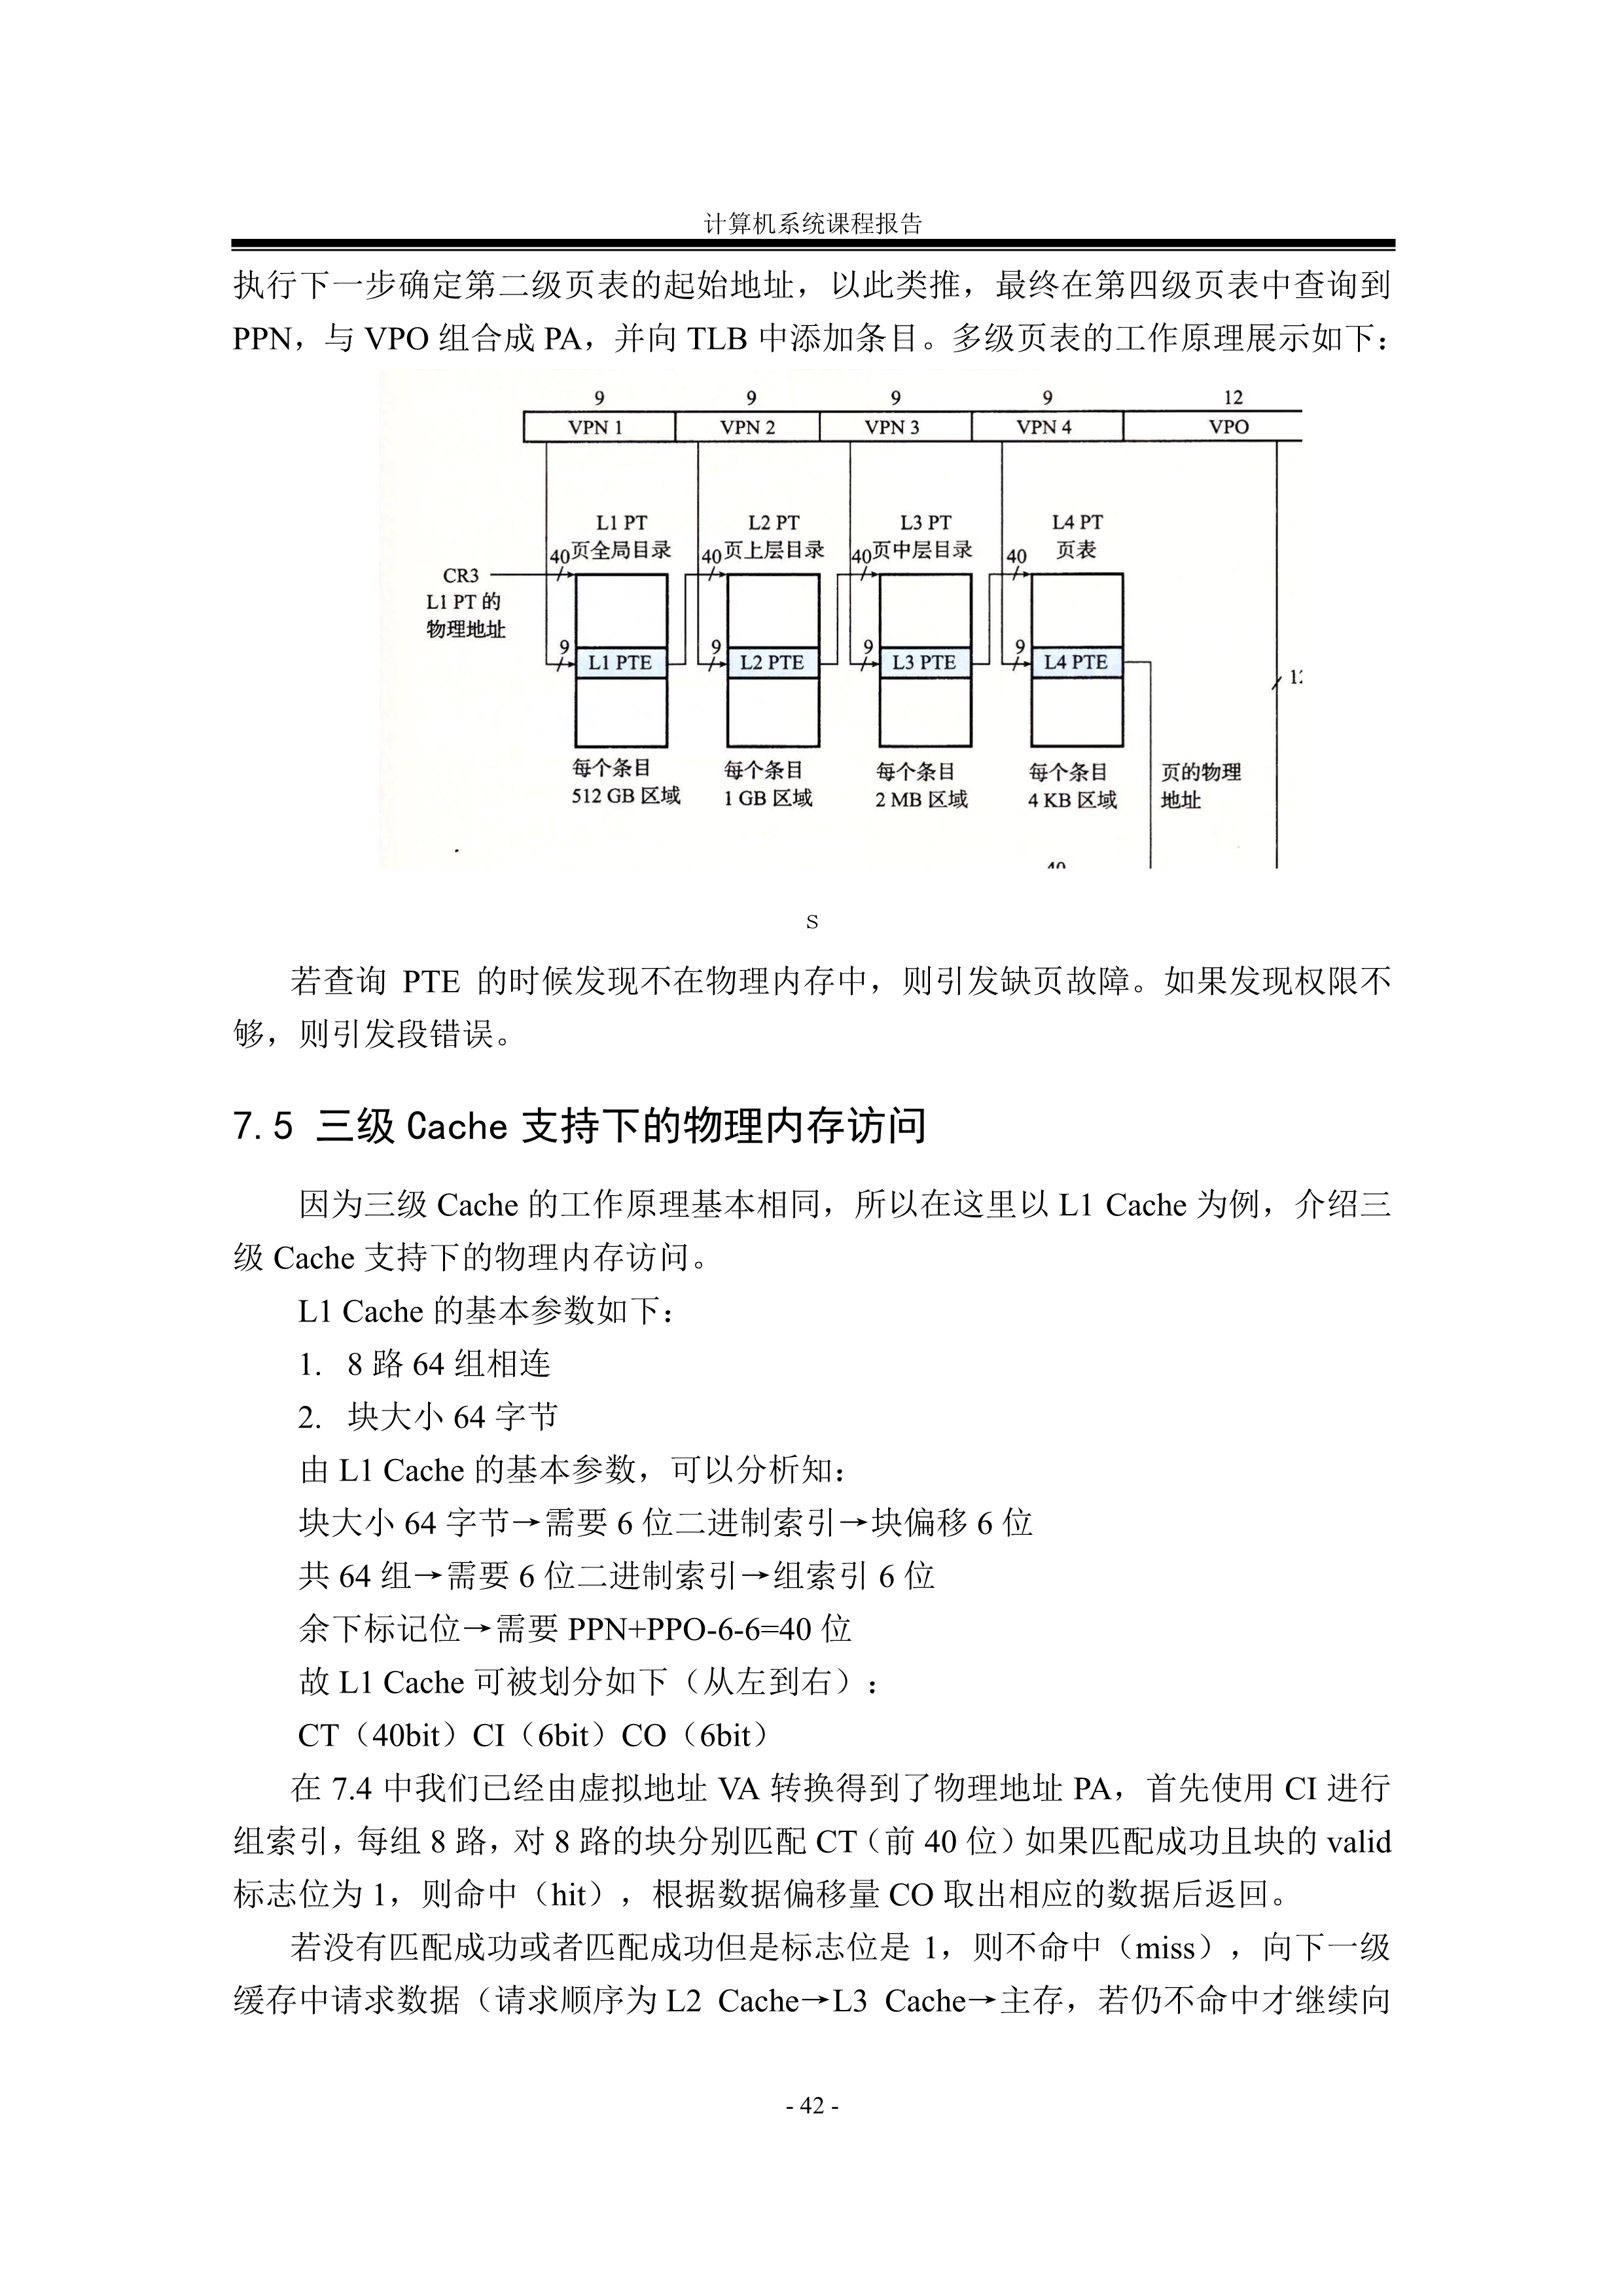 计算机系统课程报告
执行下一步确定第二级页表的起始地址，以此类推，最终在第四级页表中查询到
PPN，与 VPO 组合成 PA，并向 TLB 中添加条目。多级页表的工作原理展示如下：
9 9 9 9 12
VPN 1 VPN 2 VPN 3 VPN 4 VPO
L1 PT L2 PT L3 PT L4 PT
页全局目录 页上层目录 页中层目录 页表
40 40 40 40
CR3
L1 PT 的
物理地址
9 9 9 9
L1 PTE L2 PTE L3 PTE L4 PTE
每个条目 每个条目 每个条目 每个条目 页的物理
512 GB 区域 1 GB 区域 2 MB 区域 4 KB 区域 地址
S
若查询 PTE 的时候发现不在物理内存中，则引发缺页故障。如果发现权限不
够，则引发段错误。
7.5 三级 Cache 支持下的物理内存访问
因为三级 Cache 的工作原理基本相同，所以在这里以 L1 Cache 为例，介绍三
级 Cache 支持下的物理内存访问。
L1 Cache 的基本参数如下：
1. 8 路 64 组相连
2. 块大小 64 字节
由 L1 Cache 的基本参数，可以分析知：
块大小 64 字节→需要 6 位二进制索引→块偏移 6 位
共 64 组→需要 6 位二进制索引→组索引 6 位
余下标记位→需要 PPN+PPO-6-6=40 位
故 L1 Cache 可被划分如下（从左到右）：
CT（40bit）CI（6bit）CO（6bit）
在 7.4 中我们已经由虚拟地址 VA 转换得到了物理地址 PA，首先使用 CI 进行
组索引，每组 8 路，对 8 路的块分别匹配 CT（前 40 位）如果匹配成功且块的 valid
标志位为 1，则命中（hit），根据数据偏移量 CO 取出相应的数据后返回。
若没有匹配成功或者匹配成功但是标志位是 1，则不命中（miss），向下一级
缓存中请求数据（请求顺序为 L2 Cache→L3 Cache→主存，若仍不命中才继续向
- 42 -